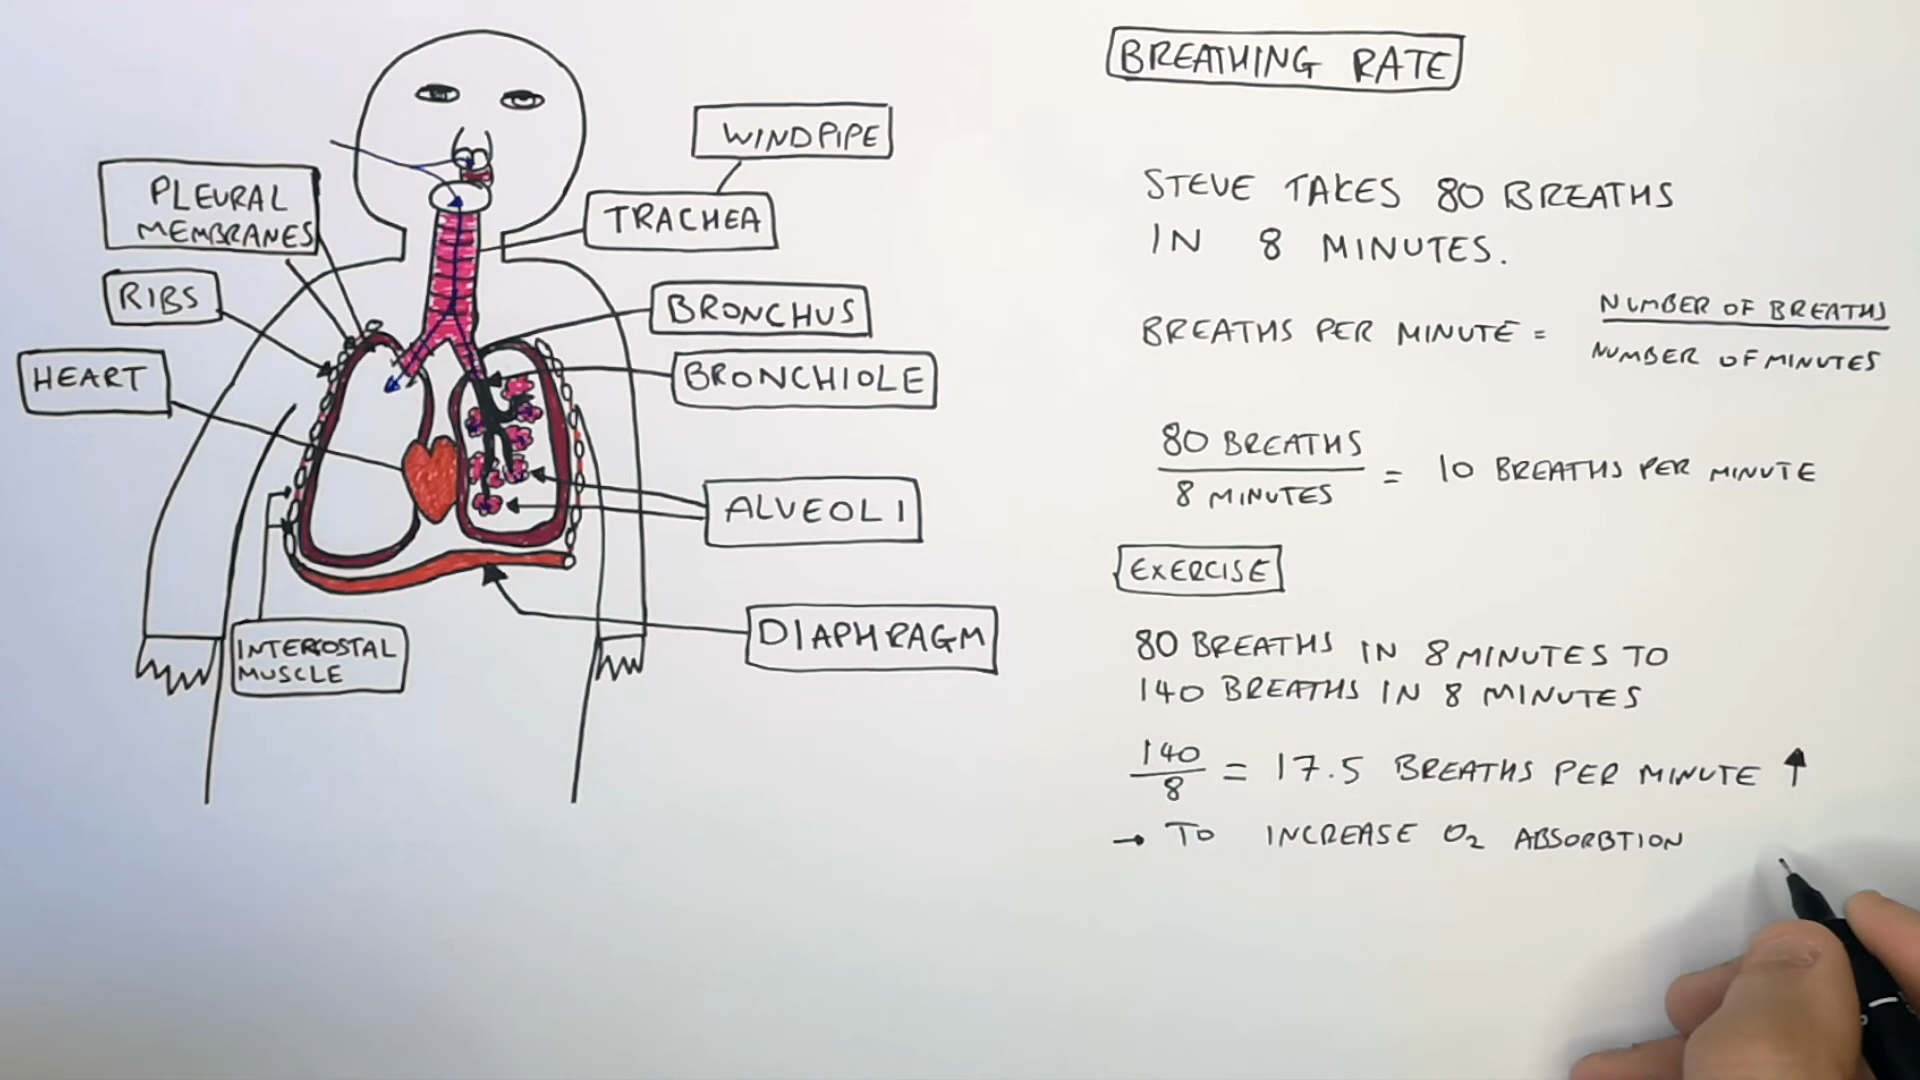 WINDPIPE
PLEURAL
MEMBRANES
TRACHEA
RIBS
BRONCHUS
HEART
BRONCHIOLE
ALVEOLI
DIAPHRAGM
INTERCOSTAL
MUSCLE
BREATHING RATE
STEVE TAKES 80 BREATHS
IN 8 MINUTES.
BREATHS PER MINUTE = NUMBER OF BREATHS
NUMBER OF MINUTES
80 BREATHS
8 MINUTES = 10 BREATHS PER MINUTE
EXERCISE
80 BREATHS IN 8 MINUTES TO
140 BREATHS IN 8 MINUTES
140
8 = 17.5 BREATHS PER MINUTE ↑
→ TO INCREASE O₂ ABSORBTION